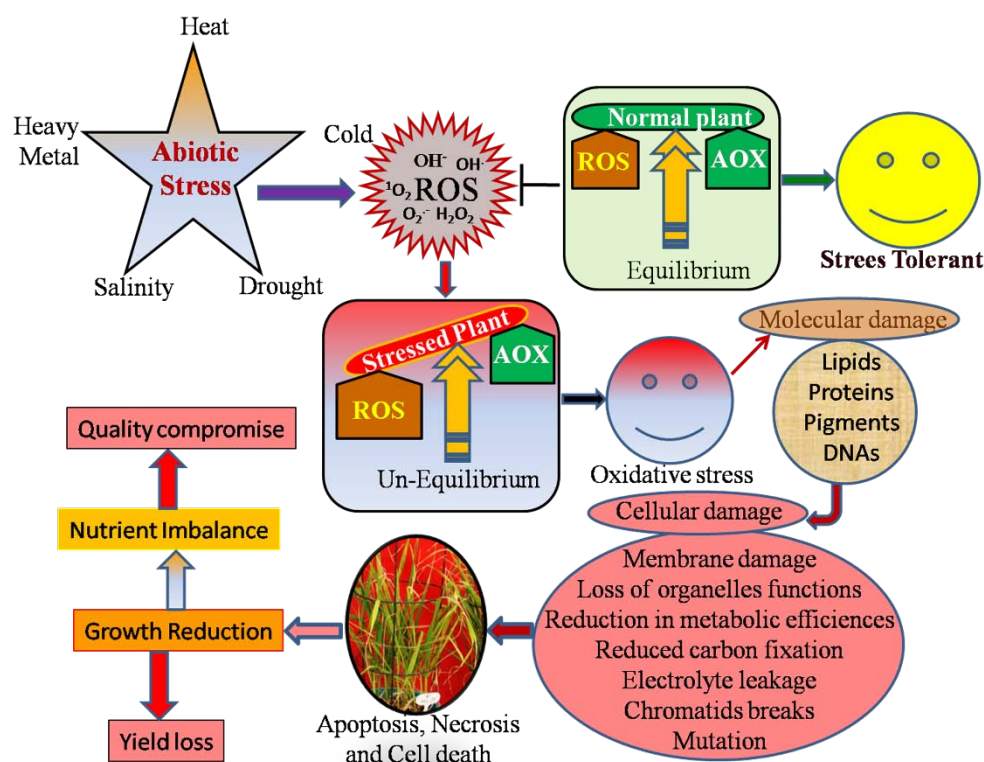 Heat
Heavy
Metal
Abiotic
Stress
Salinity
Drought
Cold
OH⁻ OH·
¹O₂ ROS
O₂·⁻ H₂O₂
Normal plant
ROS
AOX
Equilibrium
Strees Tolerant
Stressed Plant
ROS
AOX
Un-Equilibrium
Oxidative stress
Molecular damage
Lipids
Proteins
Pigments
DNAs
Cellular damage
Membrane damage
Loss of organelles functions
Reduction in metabolic efficiences
Reduced carbon fixation
Electrolyte leakage
Chromatids breaks
Mutation
Apoptosis, Necrosis
and Cell death
Growth Reduction
Nutrient Imbalance
Quality compromise
Yield loss